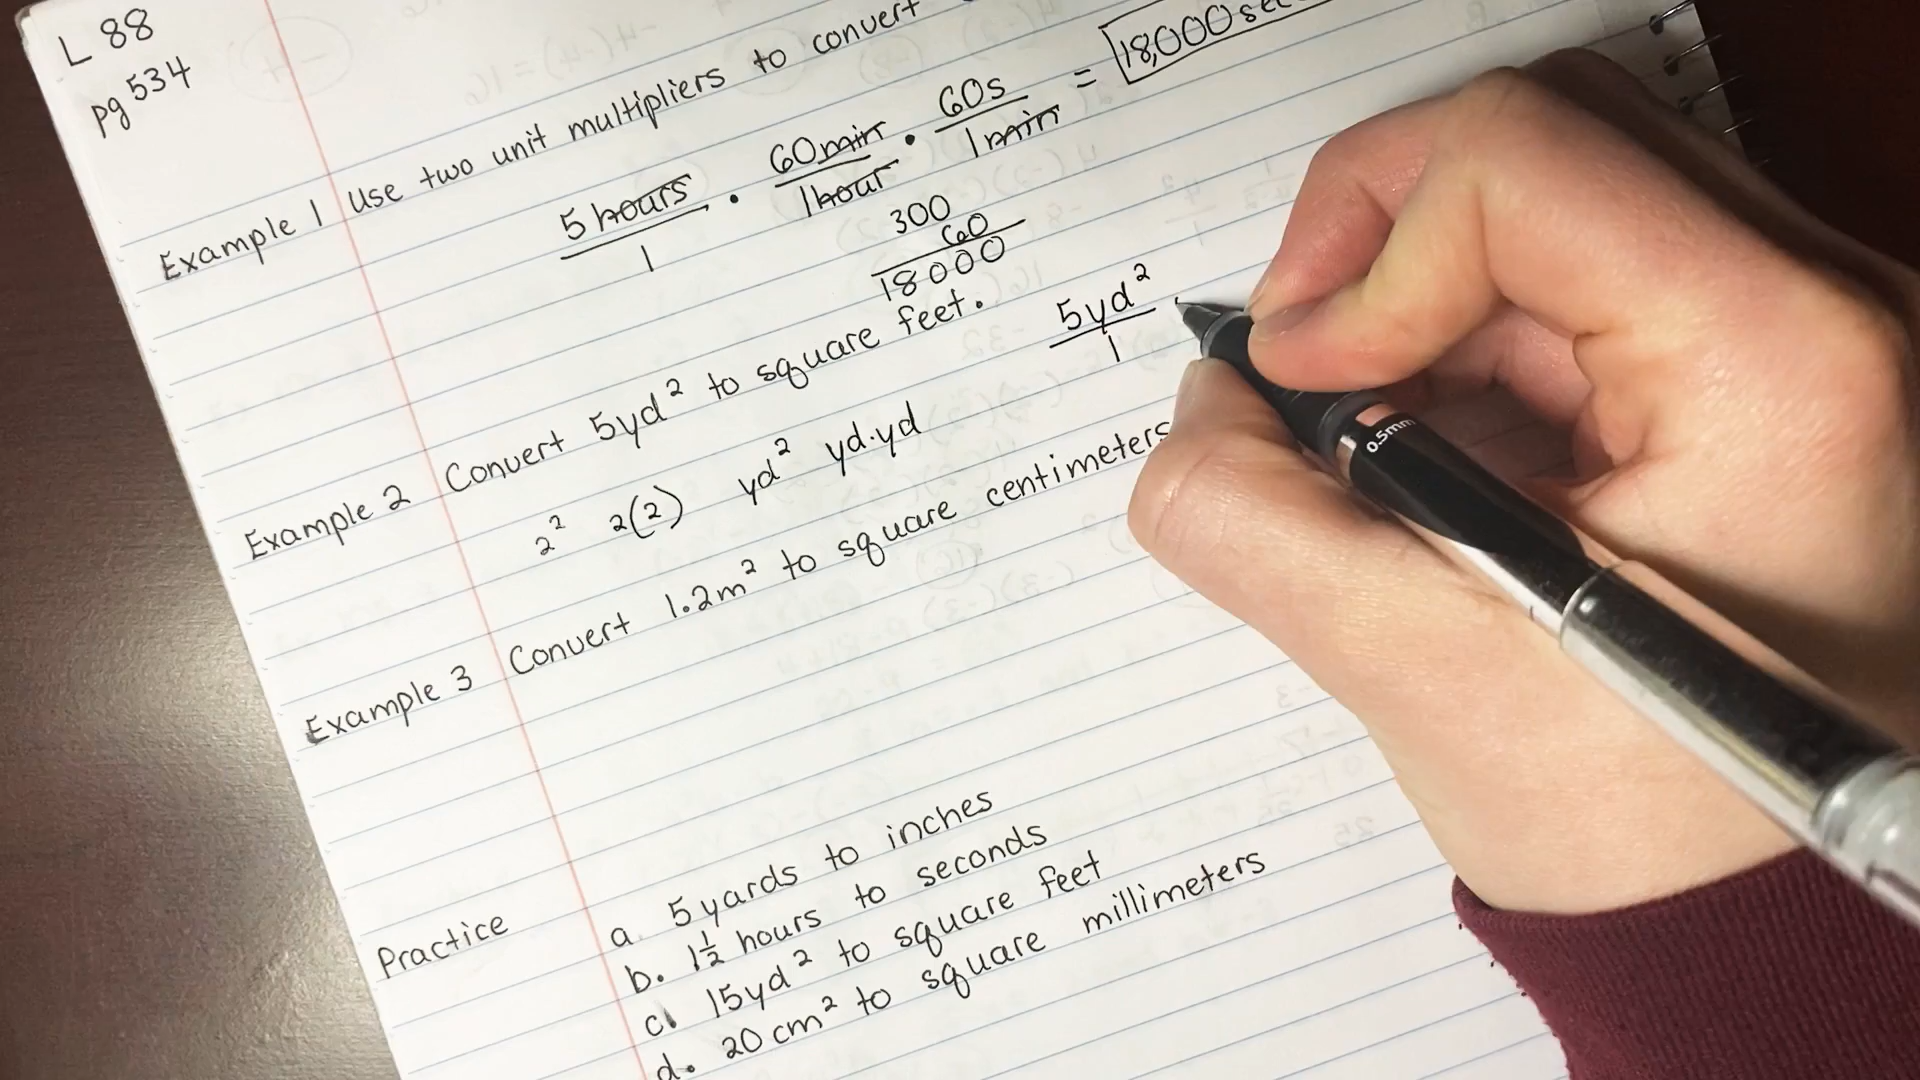 L 88
pg 534
Example 1 Use two unit multipliers to convert
5 hours / 1 · 60 min / 1 hour · 60 s / 1 min = 18,000 sec
300
60
18000
Example 2 Convert 5yd² to square feet. 5yd² / 1
2² 2(2) yd² yd·yd
Example 3 Convert 1.2m² to square centimeters
Practice a. 5 yards to inches
b. 1 1/2 hours to seconds
c. 15yd² to square feet
d. 20 cm² to square millimeters
0.5mm